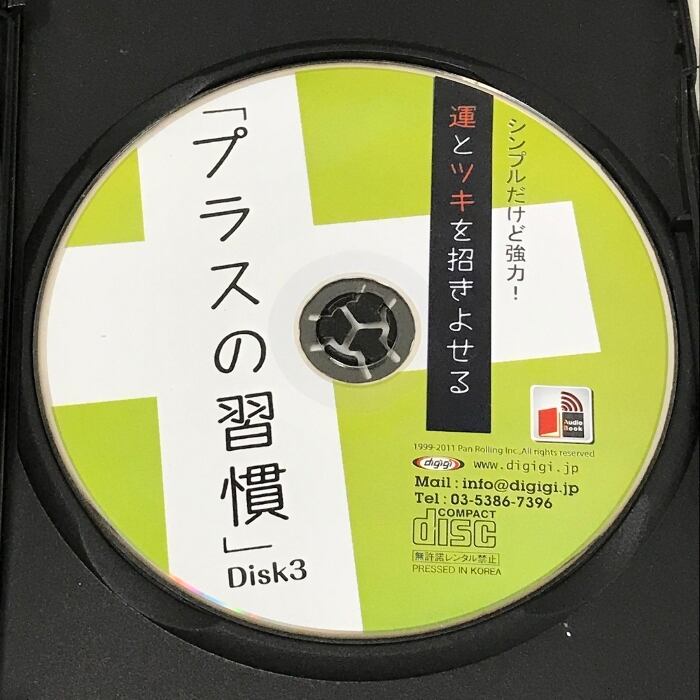 シンプルだけど強力！
運とツキを招きよせる
「プラスの習慣」
Disk3
Audio
Book
1999-2011 Pan Rolling Inc. All rights reserved
digigi www.digigi.jp
Mail : info@digigi.jp
Tel : 03-5386-7396
COMPACT
disc
無許諾レンタル禁止
PRESSED IN KOREA